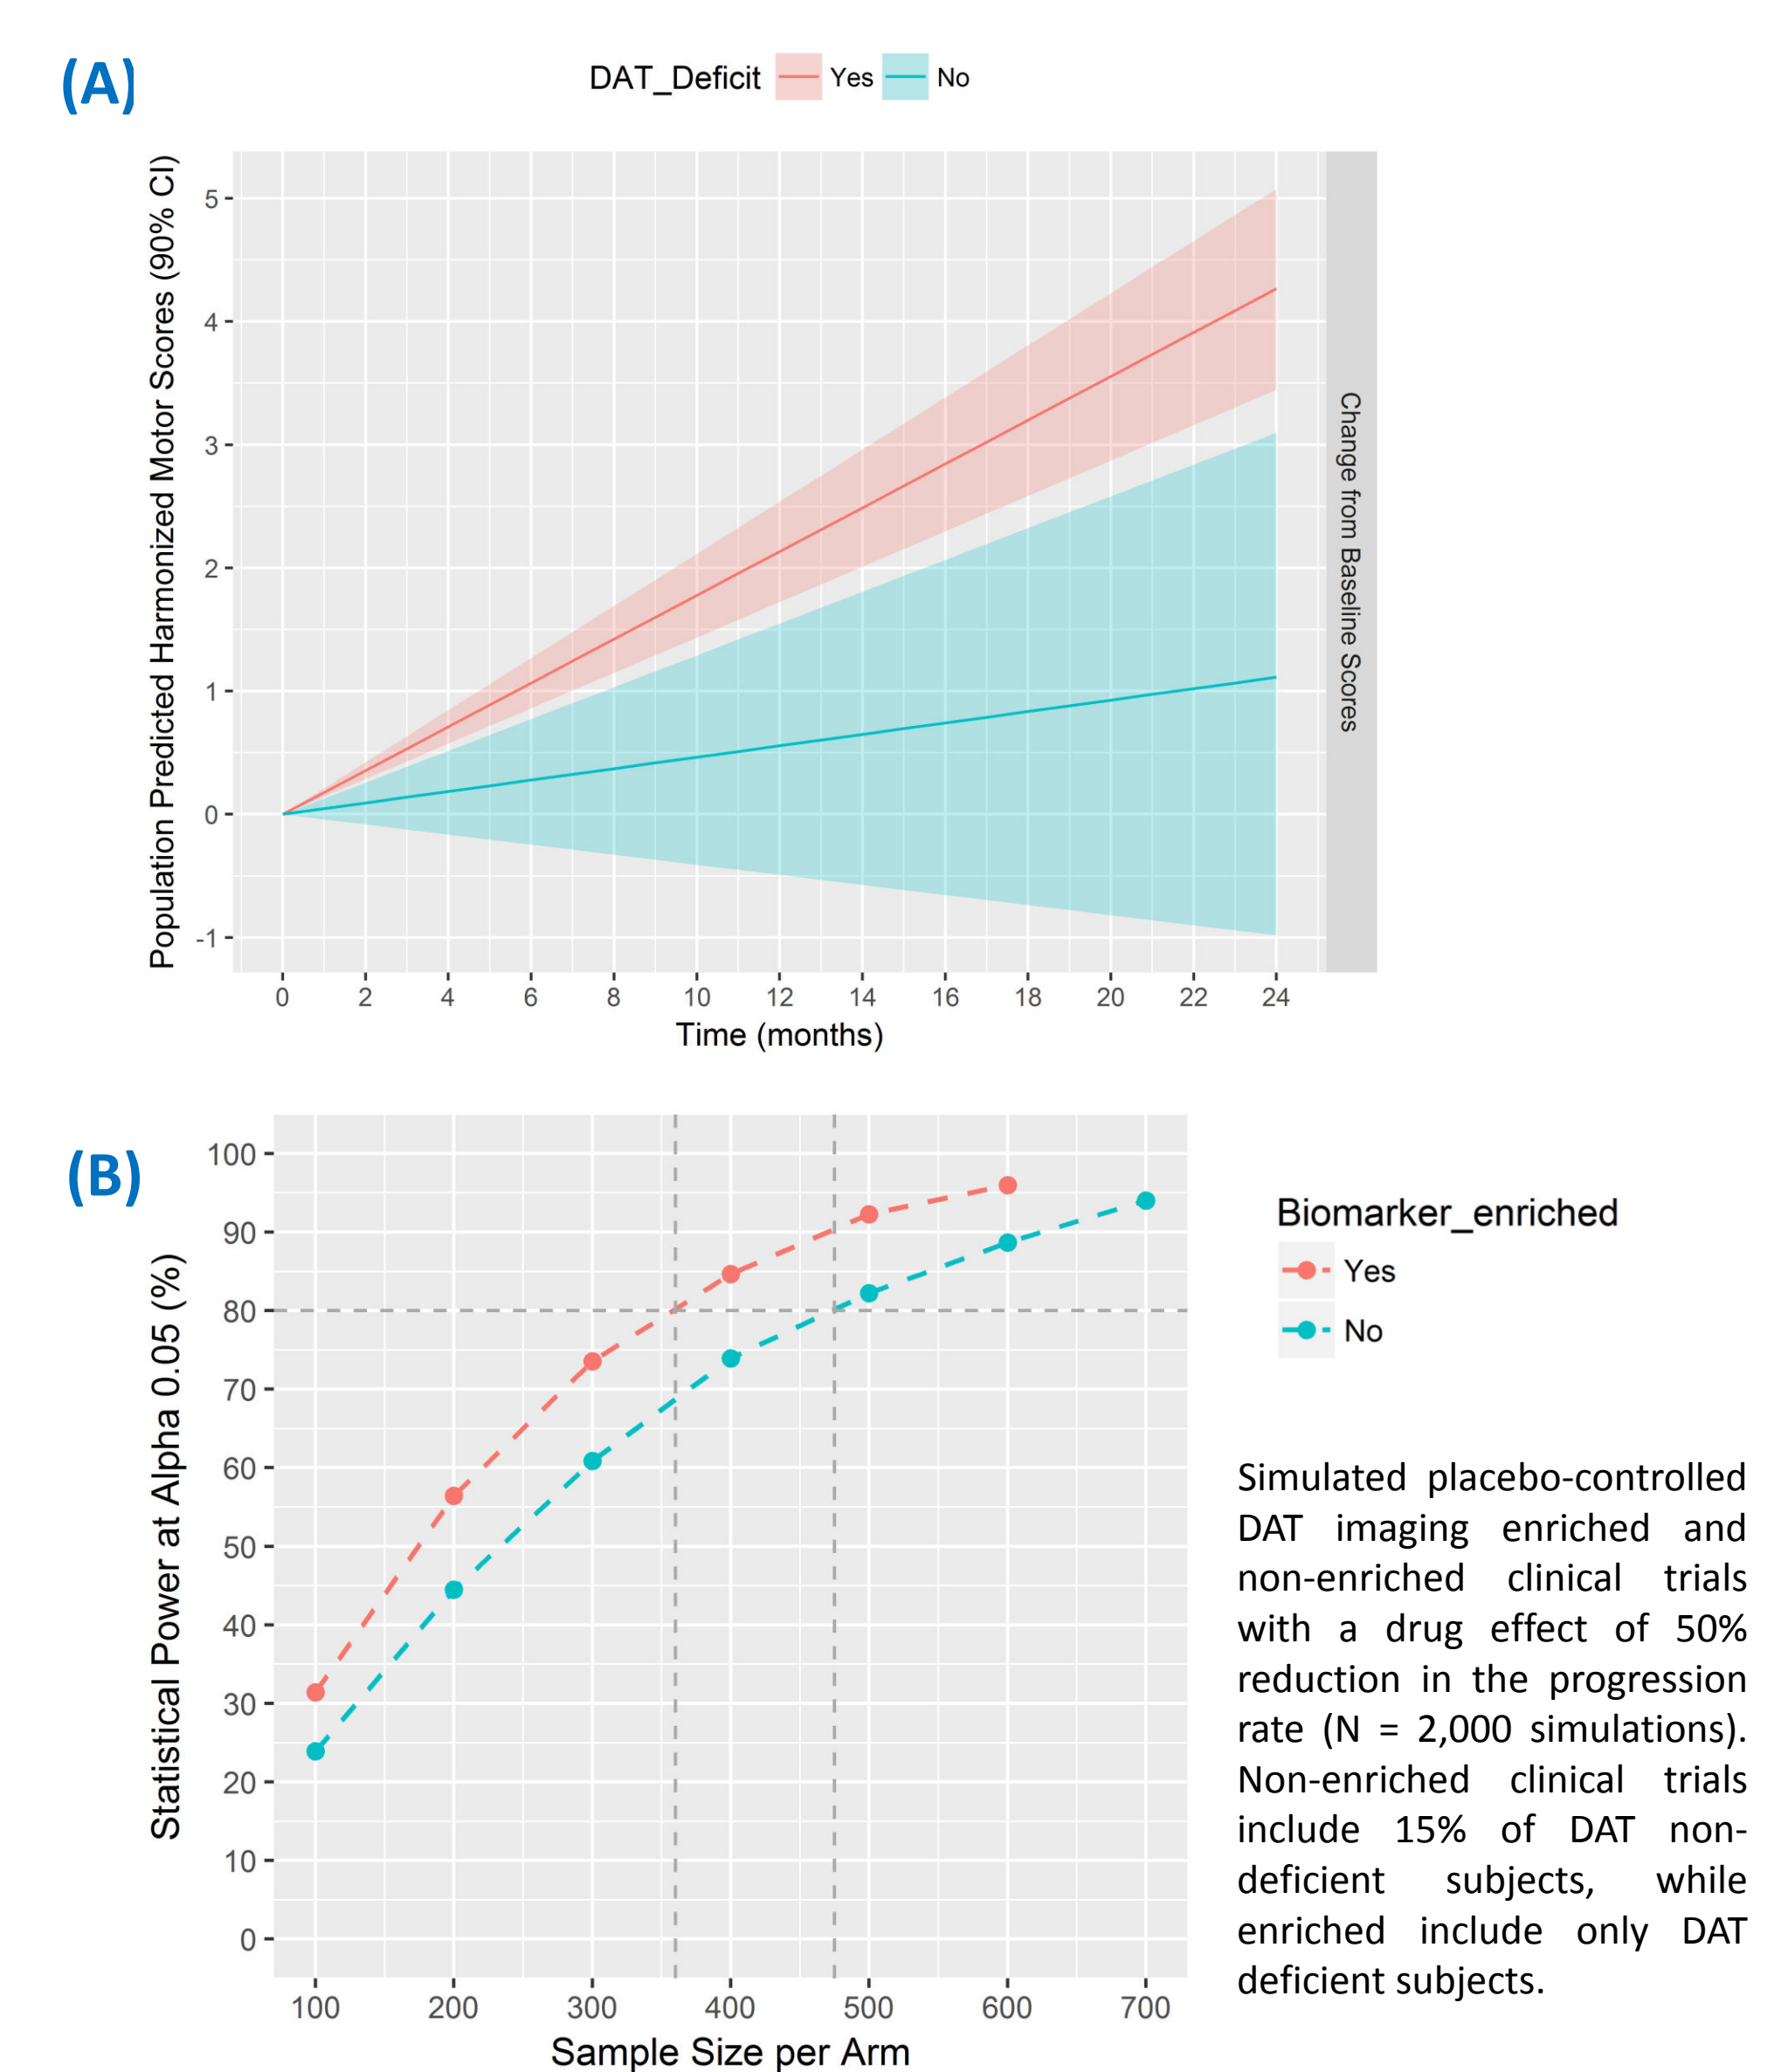 (A)
DAT_Deficit Yes No
Population Predicted Harmonized Motor Scores (90% CI)
5
4
3
2
1
0
-1
Change from Baseline Scores
0 2 4 6 8 10 12 14 16 18 20 22 24
Time (months)
(B)
Statistical Power at Alpha 0.05 (%)
100
90
80
70
60
50
40
30
20
10
0
100 200 300 400 500 600 700
Sample Size per Arm
Biomarker_enriched
Yes
No
Simulated placebo-controlled
DAT imaging enriched and
non-enriched clinical trials
with a drug effect of 50%
reduction in the progression
rate (N = 2,000 simulations).
Non-enriched clinical trials
include 15% of DAT non-
deficient subjects, while
enriched include only DAT
deficient subjects.